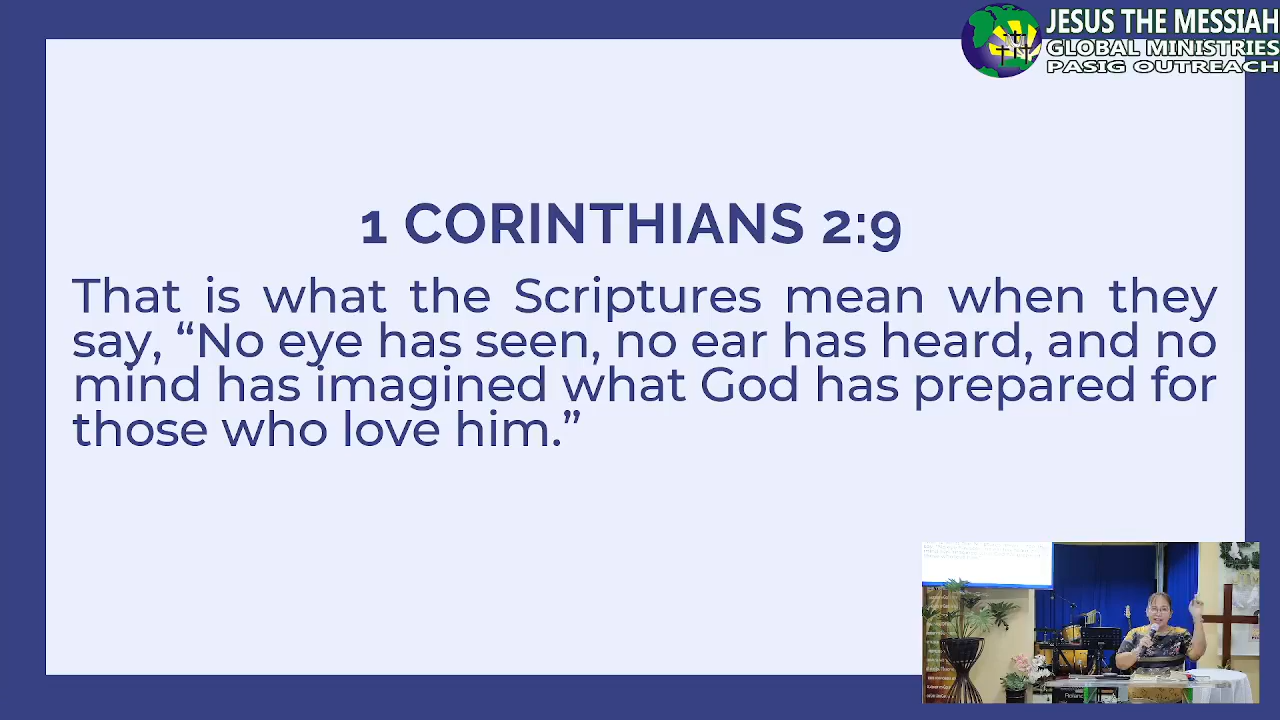 JESUS THE MESSIAH
GLOBAL MINISTRIES
PASIG OUTREACH
1 CORINTHIANS 2:9
That is what the Scriptures mean when they
say, “No eye has seen, no ear has heard, and no
mind has imagined what God has prepared for
those who love him.”
Roland